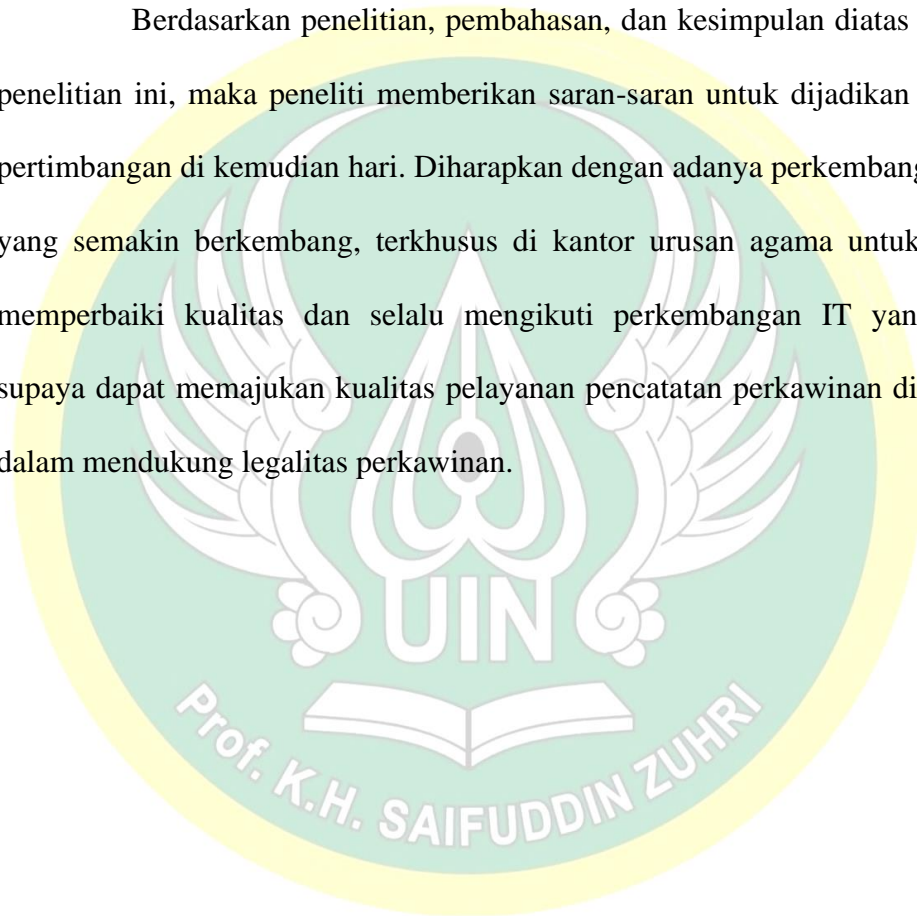 Berdasarkan penelitian, pembahasan, dan kesimpulan diatas
penelitian ini, maka peneliti memberikan saran-saran untuk dijadikan
pertimbangan di kemudian hari. Diharapkan dengan adanya perkembang
yang semakin berkembang, terkhusus di kantor urusan agama untuk
memperbaiki kualitas dan selalu mengikuti perkembangan IT yan
supaya dapat memajukan kualitas pelayanan pencatatan perkawinan di
dalam mendukung legalitas perkawinan.
UIN
Prof. K.H. SAIFUDDIN ZUHRI